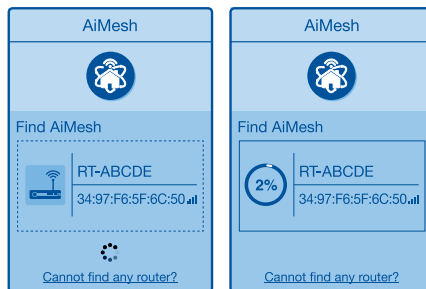 AiMesh
Find AiMesh
RT-ABCDE
34:97:F6:5F:6C:50
Cannot find any router?
AiMesh
Find AiMesh
2%
RT-ABCDE
34:97:F6:5F:6C:50
Cannot find any router?